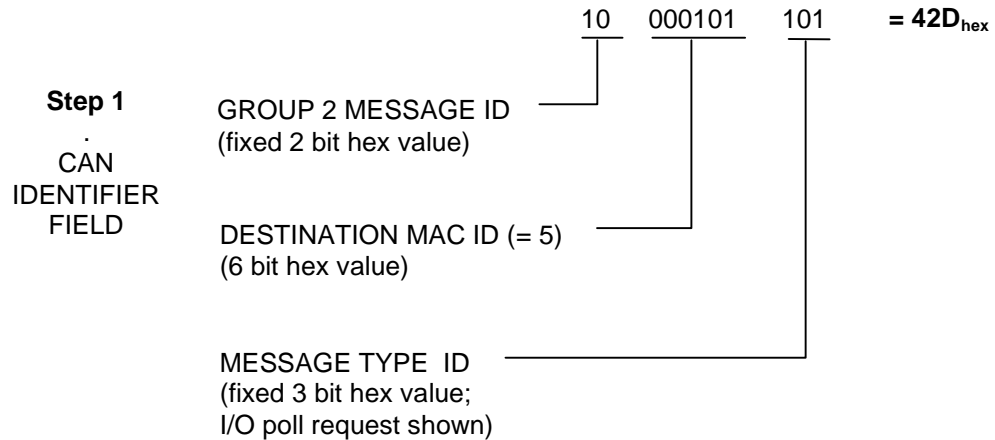 10 000101 101 = 42Dhex
Step 1
.
CAN
IDENTIFIER
FIELD
GROUP 2 MESSAGE ID
(fixed 2 bit hex value)
DESTINATION MAC ID (= 5)
(6 bit hex value)
MESSAGE TYPE ID
(fixed 3 bit hex value;
I/O poll request shown)